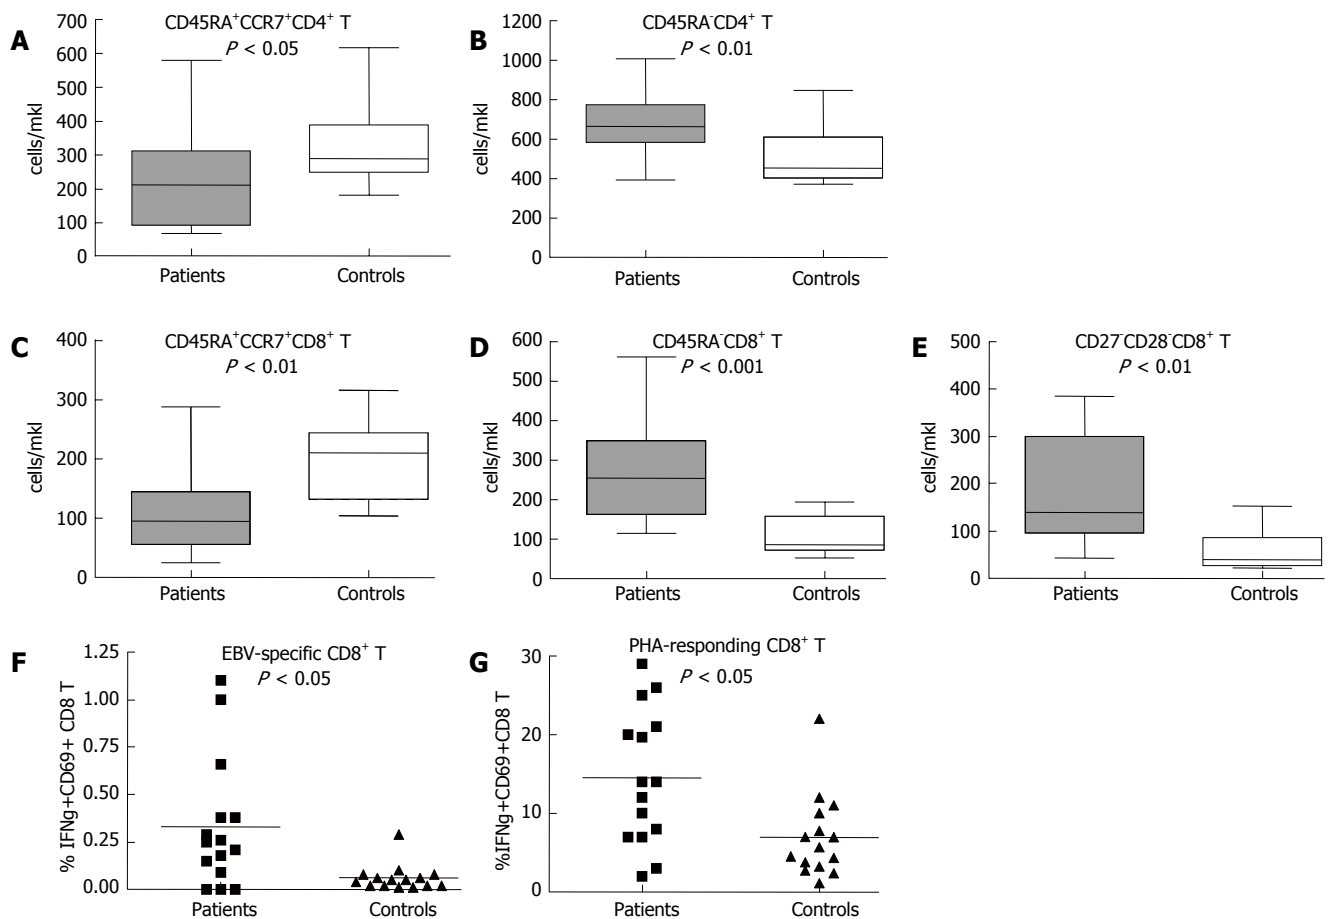 A
CD45RA⁺CCR7⁺CD4⁺ T
P < 0.05
cells/mkl
700
600
500
400
300
200
100
0
Patients
Controls
B
CD45RA⁻CD4⁺ T
P < 0.01
1200
1000
800
600
400
200
0
Patients
Controls
C
CD45RA⁺CCR7⁺CD8⁺ T
P < 0.01
cells/mkl
400
300
200
100
0
Patients
Controls
D
CD45RA⁻CD8⁺ T
P < 0.001
cells/mkl
600
500
400
300
200
100
0
Patients
Controls
E
CD27⁻CD28⁻CD8⁺ T
P < 0.01
cells/mkl
500
400
300
200
100
0
Patients
Controls
F
EBV-specific CD8⁺ T
P < 0.05
% IFNg+CD69+ CD8 T
1.25
1.00
0.75
0.50
0.25
0.00
Patients
Controls
G
PHA-responding CD8⁺ T
P < 0.05
%IFNg+CD69+CD8 T
30
20
10
0
Patients
Controls